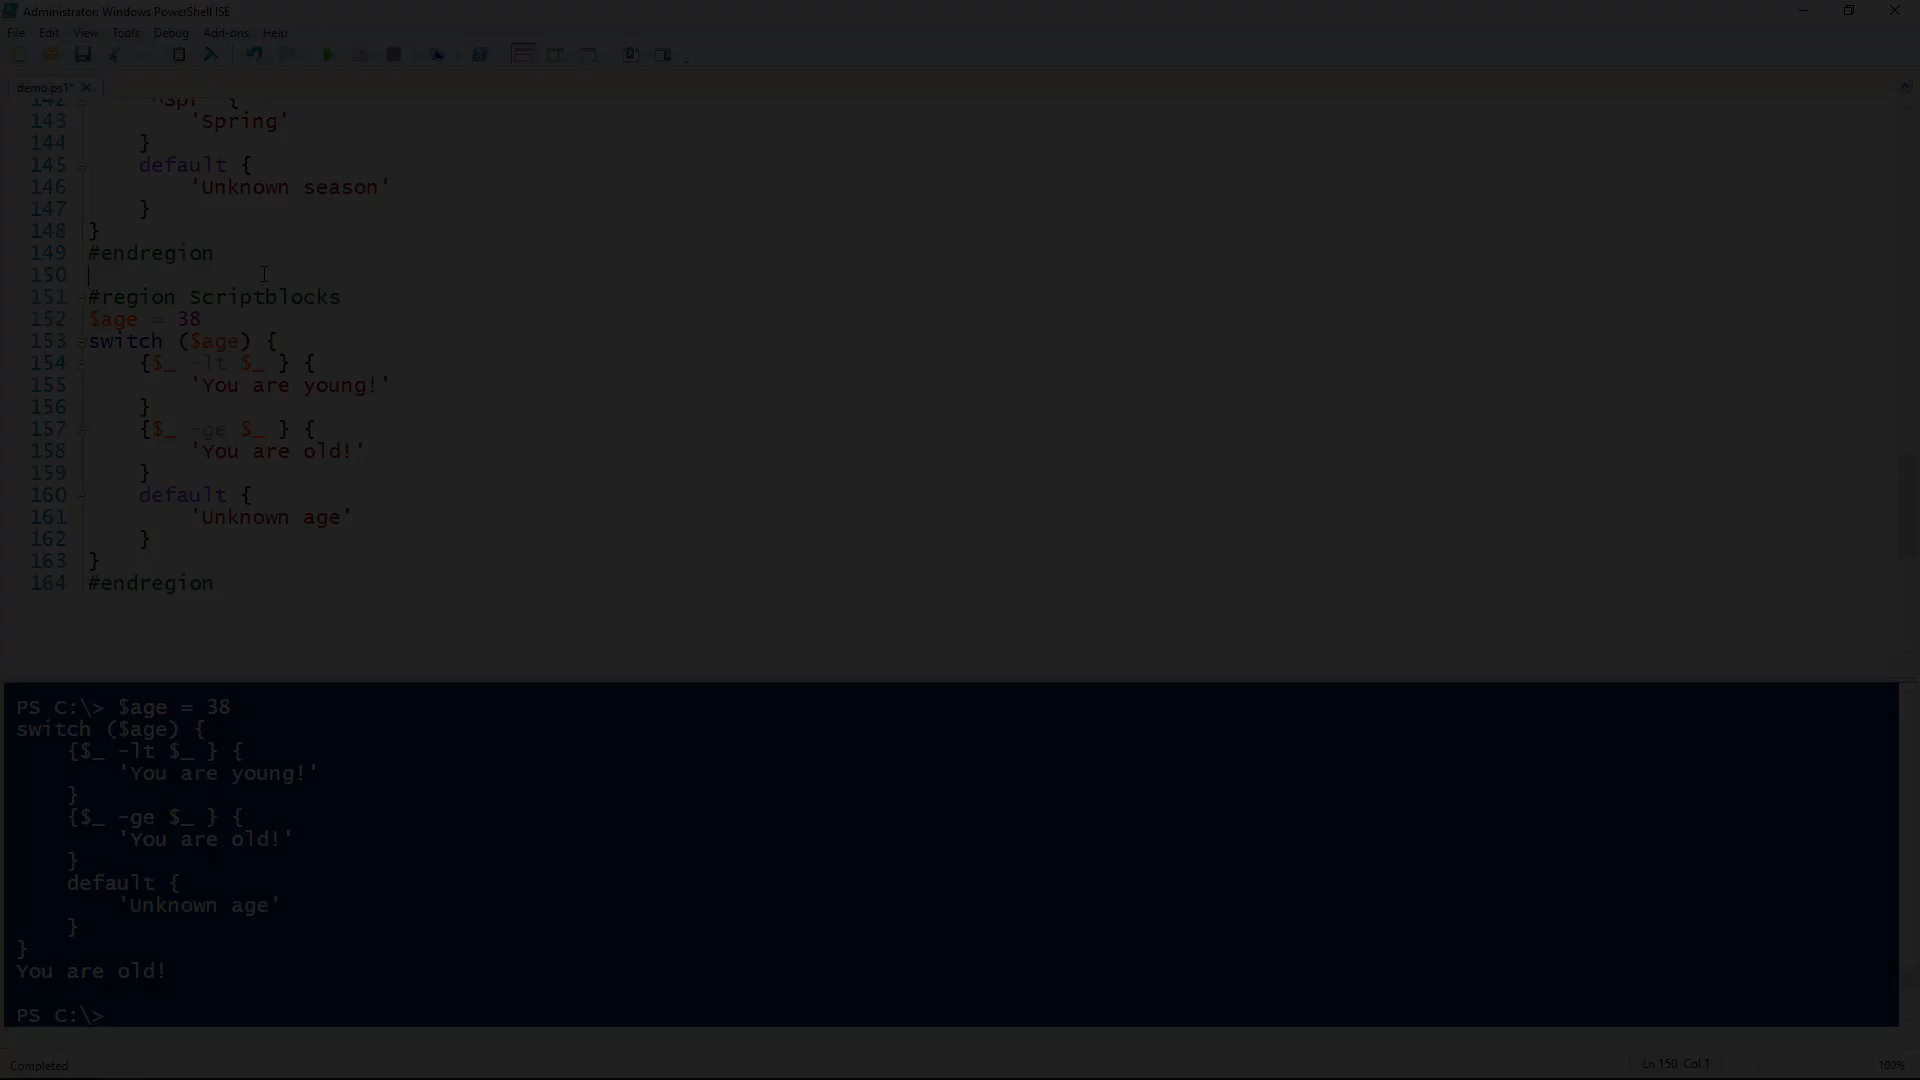 Administrator: Windows PowerShell ISE
File Edit View Tools Debug Add-ons Help
demo.ps1*
142 {
143 'Spring'
144 }
145 default {
146 'Unknown season'
147 }
148 }
149 #endregion
150
151 #region Scriptblocks
152 $age = 38
153 switch ($age) {
154 {$_ -lt $_ } {
155 'You are young!'
156 }
157 {$_ -ge $_ } {
158 'You are old!'
159 }
160 default {
161 'Unknown age'
162 }
163 }
164 #endregion
PS C:\> $age = 38
switch ($age) {
{$_ -lt $_ } {
'You are young!'
}
{$_ -ge $_ } {
'You are old!'
}
default {
'Unknown age'
}
}
You are old!
PS C:\>
Completed
Ln 150 Col 1
100%